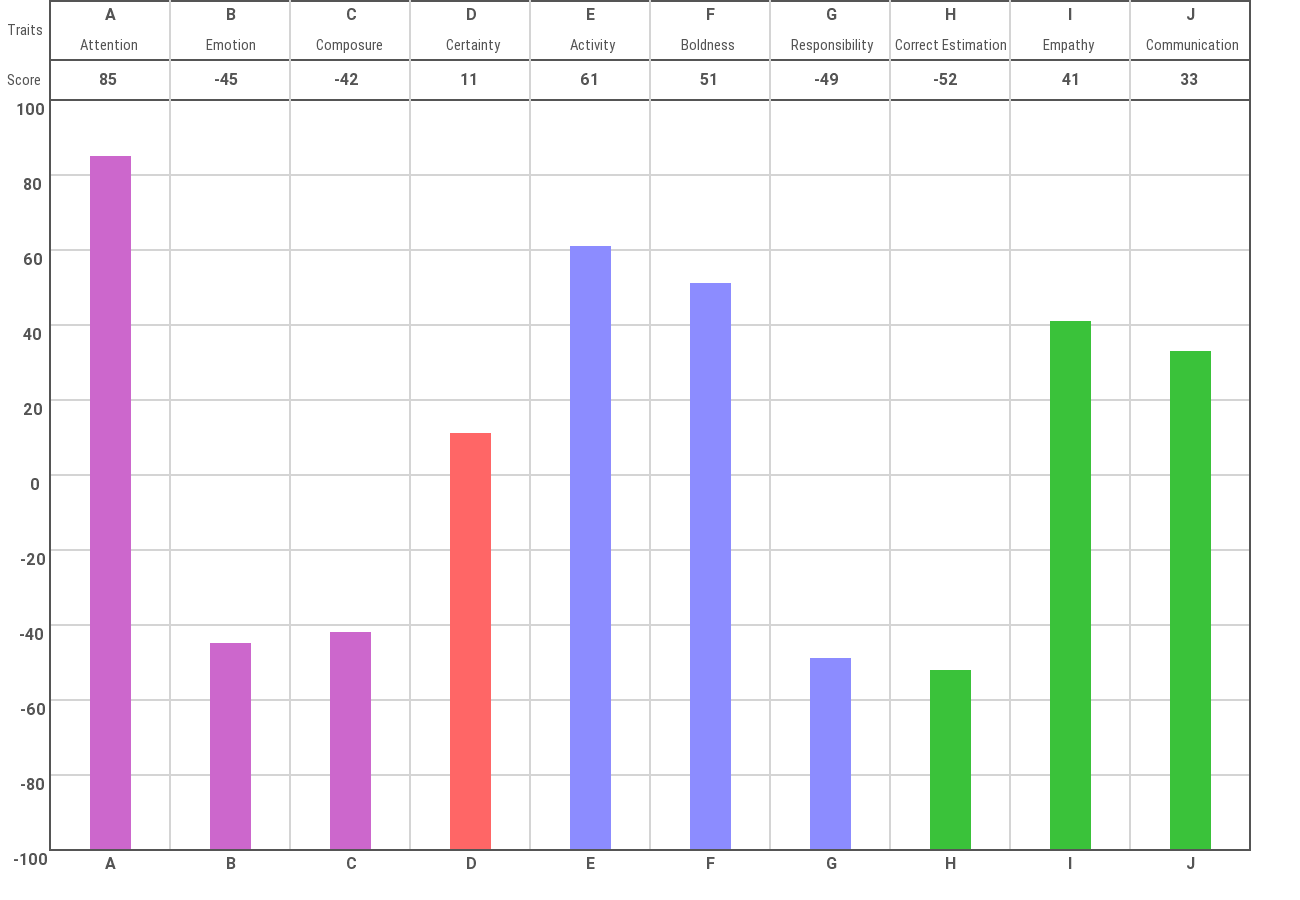 A B C D E F G H I J
Traits
Attention Emotion Composure Certainty Activity Boldness Responsibility Correct Estimation Empathy Communication
Score 85 -45 -42 11 61 51 -49 -52 41 33
100
80
60
40
20
0
-20
-40
-60
-80
-100
A B C D E F G H I J